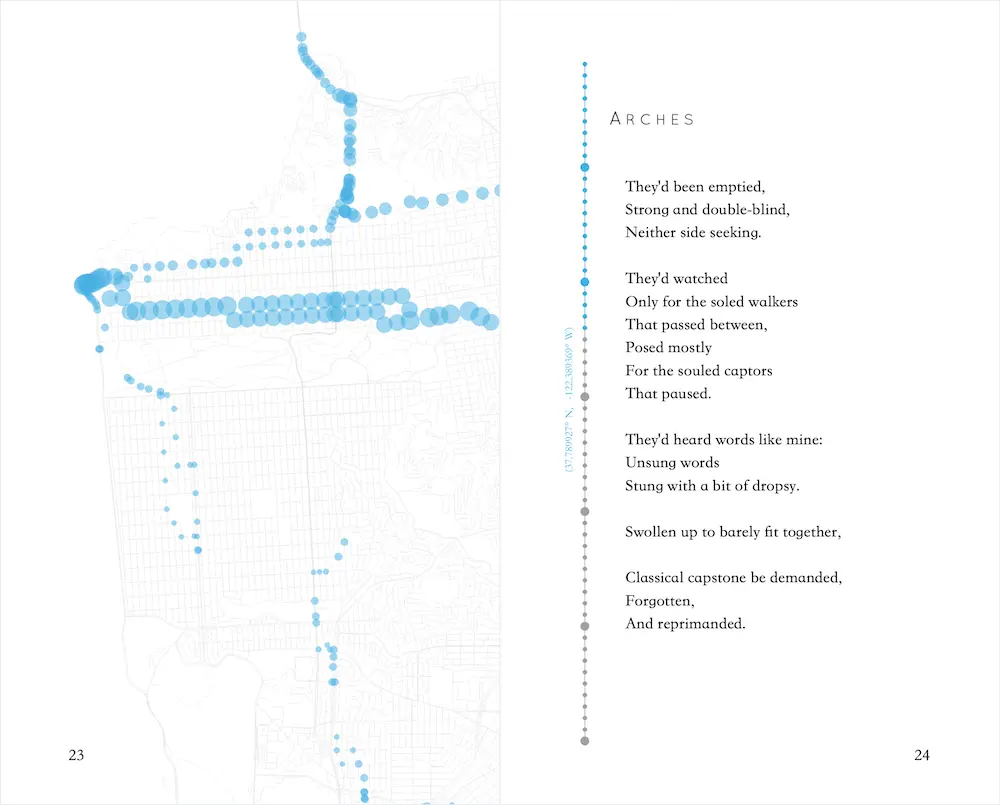 ARCHES
They'd been emptied,
Strong and double-blind,
Neither side seeking.
They'd watched
Only for the soled walkers
That passed between,
Posed mostly
For the souled captors
That paused.
They'd heard words like mine:
Unsung words
Stung with a bit of dropsy.
Swollen up to barely fit together,
Classical capstone be demanded,
Forgotten,
And reprimanded.
(37.789927° N, -122.389369° W)
23
24